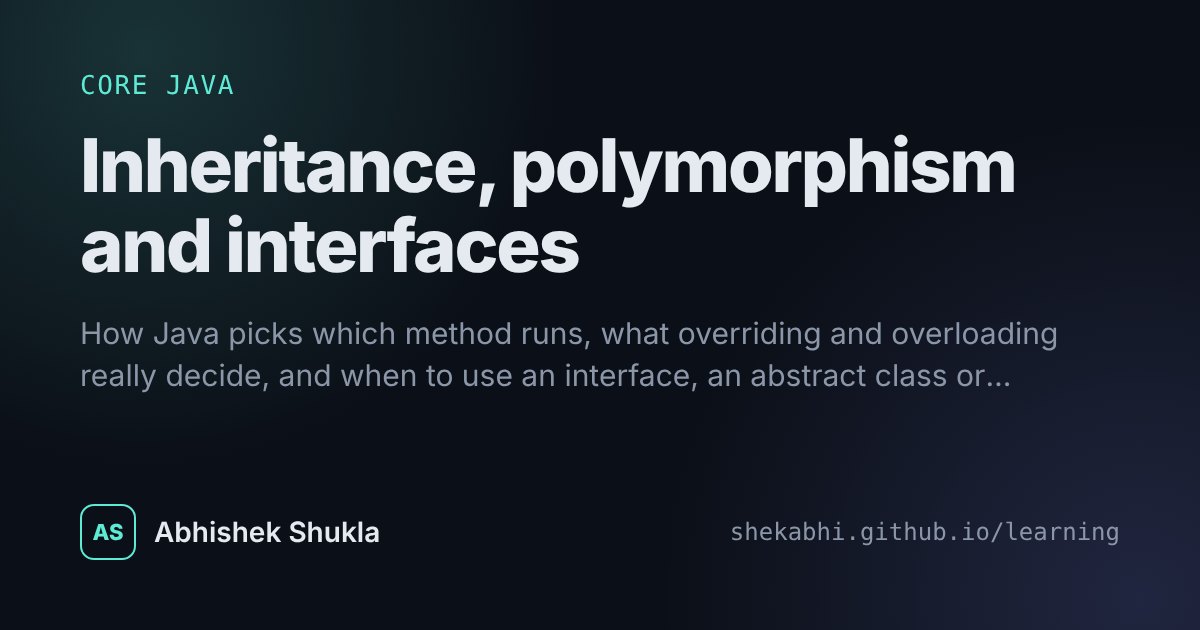 CORE JAVA
Inheritance, polymorphism
and interfaces
How Java picks which method runs, what overriding and overloading
really decide, and when to use an interface, an abstract class or...
AS
Abhishek Shukla
shekabhi.github.io/learning